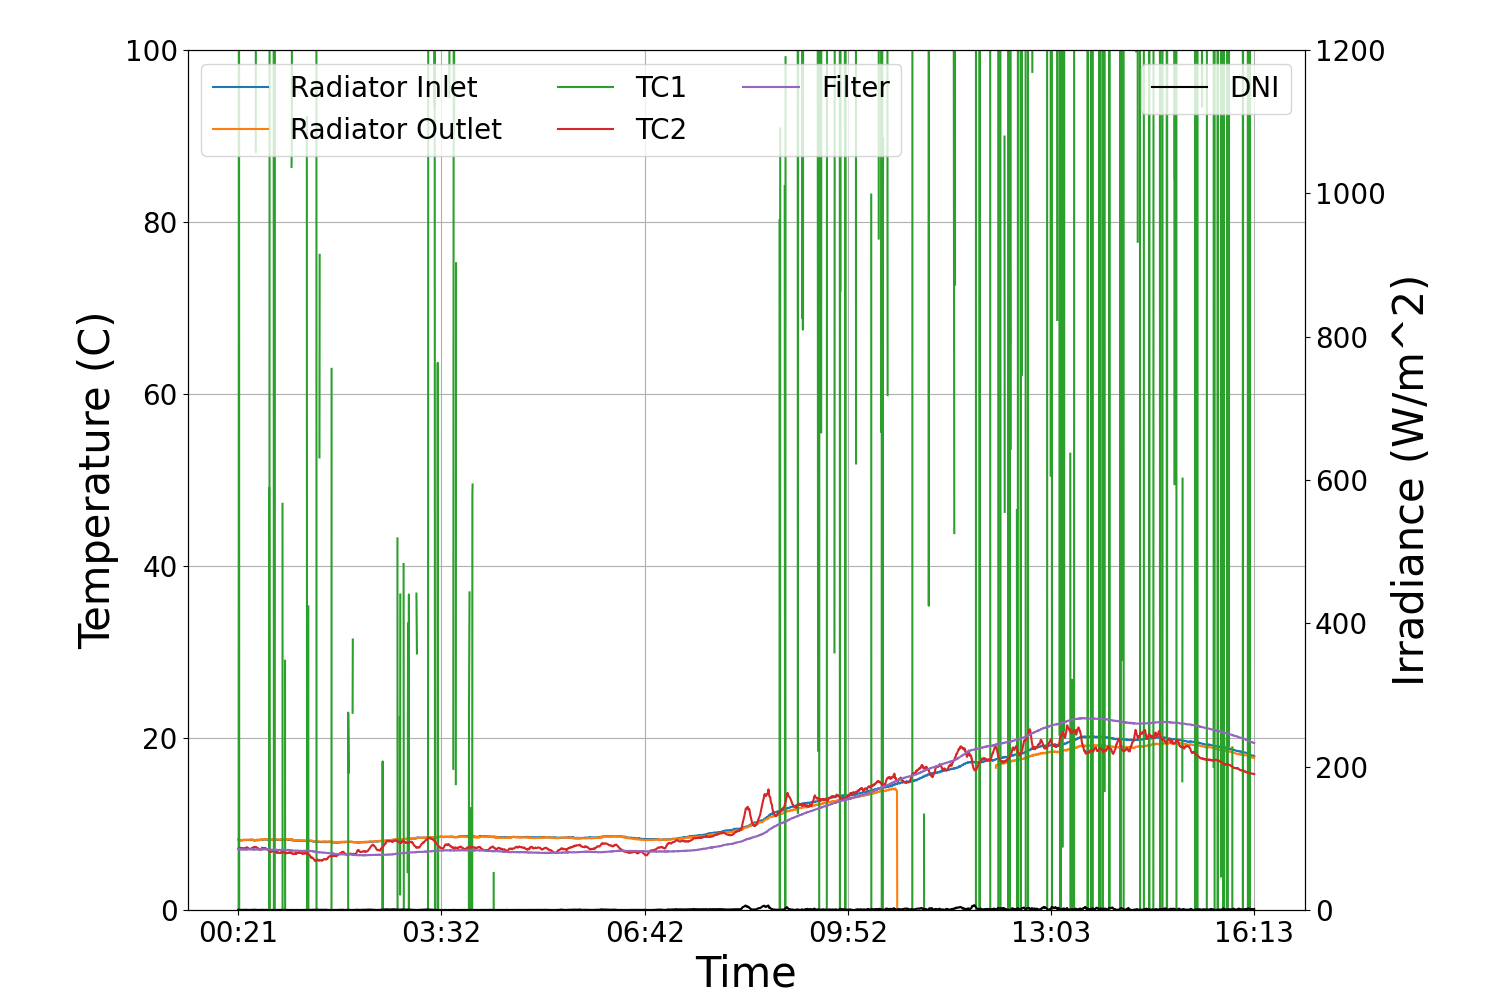 Radiator Inlet
Radiator Outlet
TC1
TC2
Filter
DNI
100
80
60
40
20
0
Temperature (C)
1200
1000
800
600
400
200
0
Irradiance (W/m^2)
00:21 03:32 06:42 09:52 13:03 16:13
Time